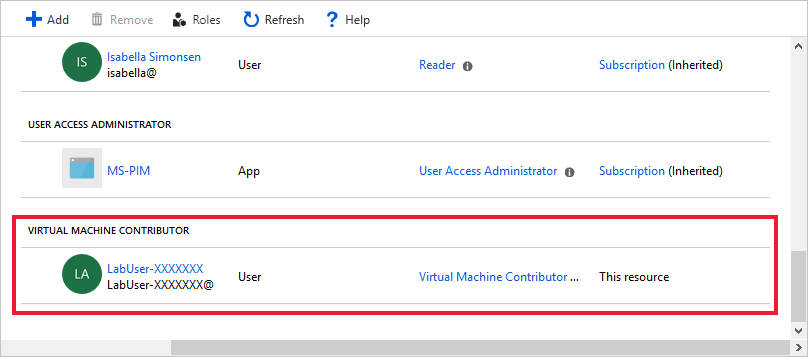 Add Remove Roles Refresh Help
IS Isabella Simonsen User Reader Subscription (Inherited)
isabella@
USER ACCESS ADMINISTRATOR
MS-PIM App User Access Administrator Subscription (Inherited)
VIRTUAL MACHINE CONTRIBUTOR
LA LabUser-XXXXXXX User Virtual Machine Contributor ... This resource
LabUser-XXXXXXX@